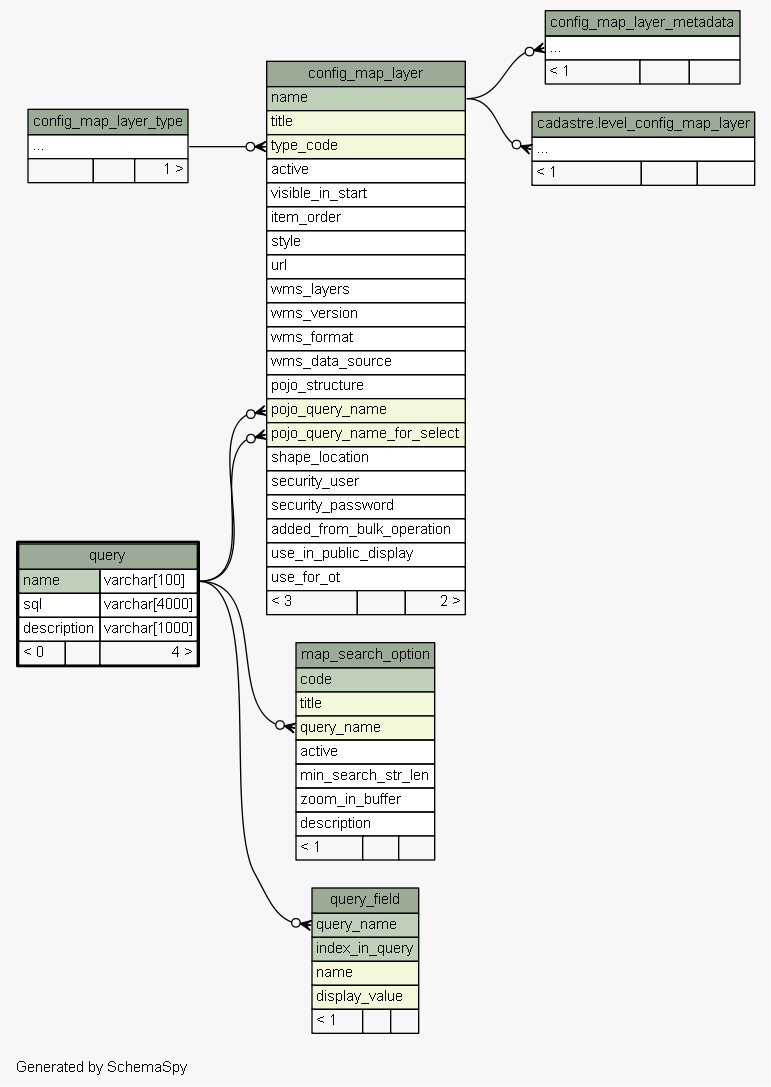 config_map_layer_metadata
...
< 1
config_map_layer
name
title
type_code
active
visible_in_start
item_order
style
url
wms_layers
wms_version
wms_format
wms_data_source
pojo_structure
pojo_query_name
pojo_query_name_for_select
shape_location
security_user
security_password
added_from_bulk_operation
use_in_public_display
use_for_ot
< 3 2 >
config_map_layer_type
...
1 >
cadastre.level_config_map_layer
...
< 1
query
name varchar[100]
sql varchar[4000]
description varchar[1000]
< 0 4 >
map_search_option
code
title
query_name
active
min_search_str_len
zoom_in_buffer
description
< 1
query_field
query_name
index_in_query
name
display_value
< 1
Generated by SchemaSpy